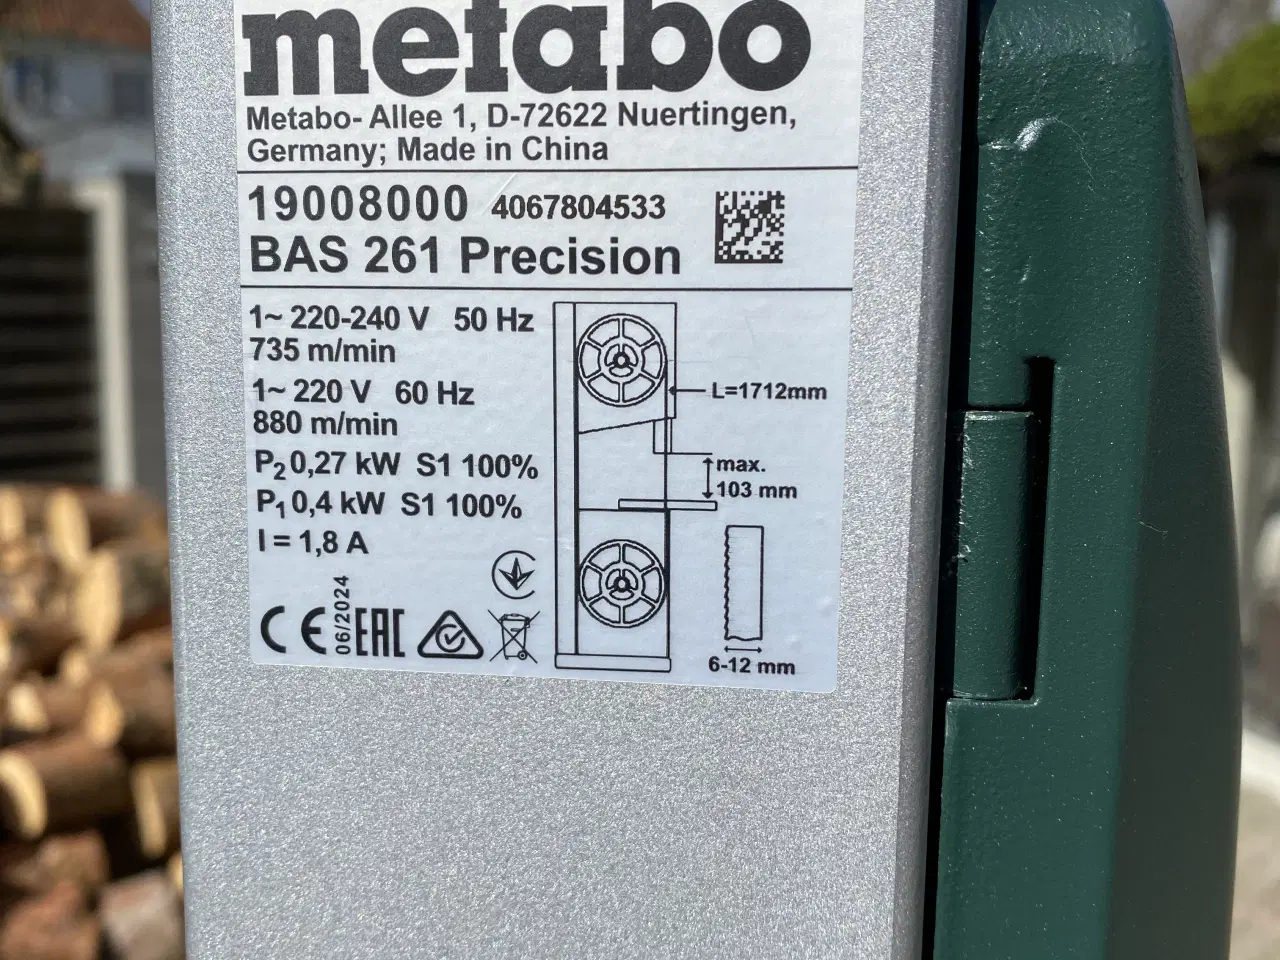 metabo
Metabo- Allee 1, D-72622 Nuertingen,
Germany; Made in China
19008000 4067804533
BAS 261 Precision
1~ 220-240 V 50 Hz
735 m/min
1~ 220 V 60 Hz
880 m/min
P2 0,27 kW S1 100%
P1 0,4 kW S1 100%
I = 1,8 A
L=1712mm
max.
103 mm
6-12 mm
CE
06/2024
EAC